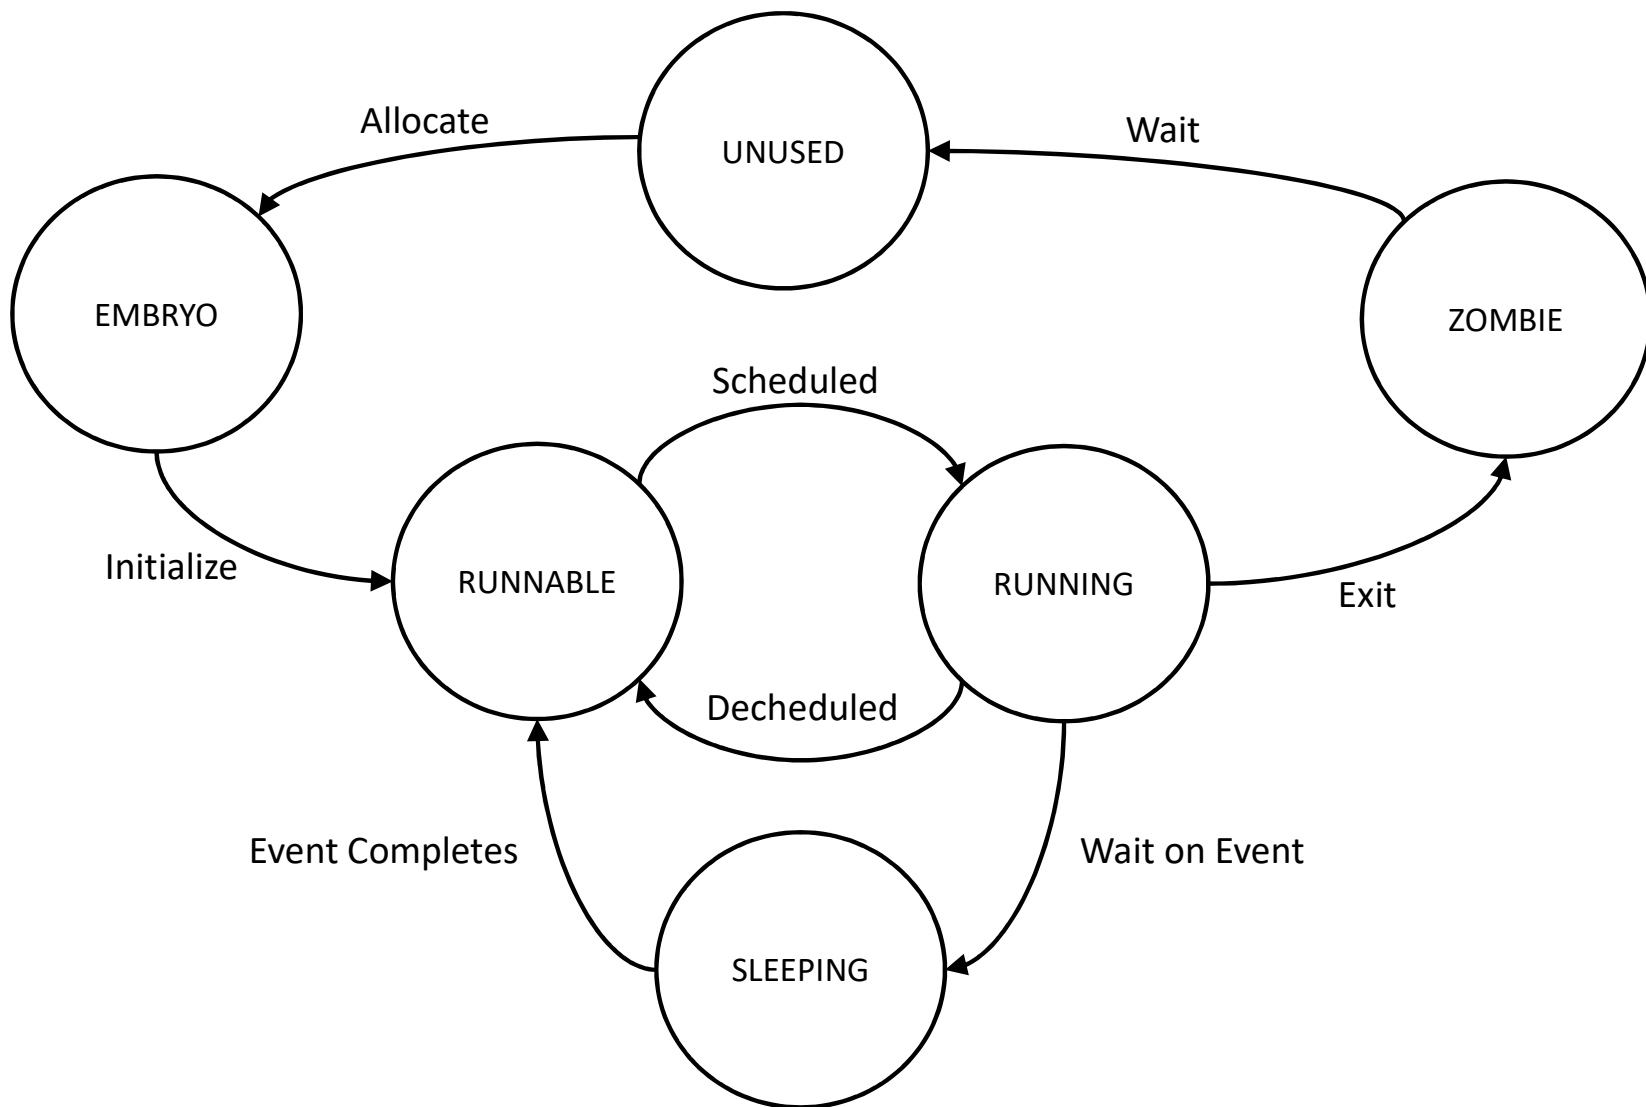 Allocate
UNUSED
Wait
EMBRYO
ZOMBIE
Scheduled
Initialize
RUNNABLE
RUNNING
Exit
Decheduled
Event Completes
Wait on Event
SLEEPING